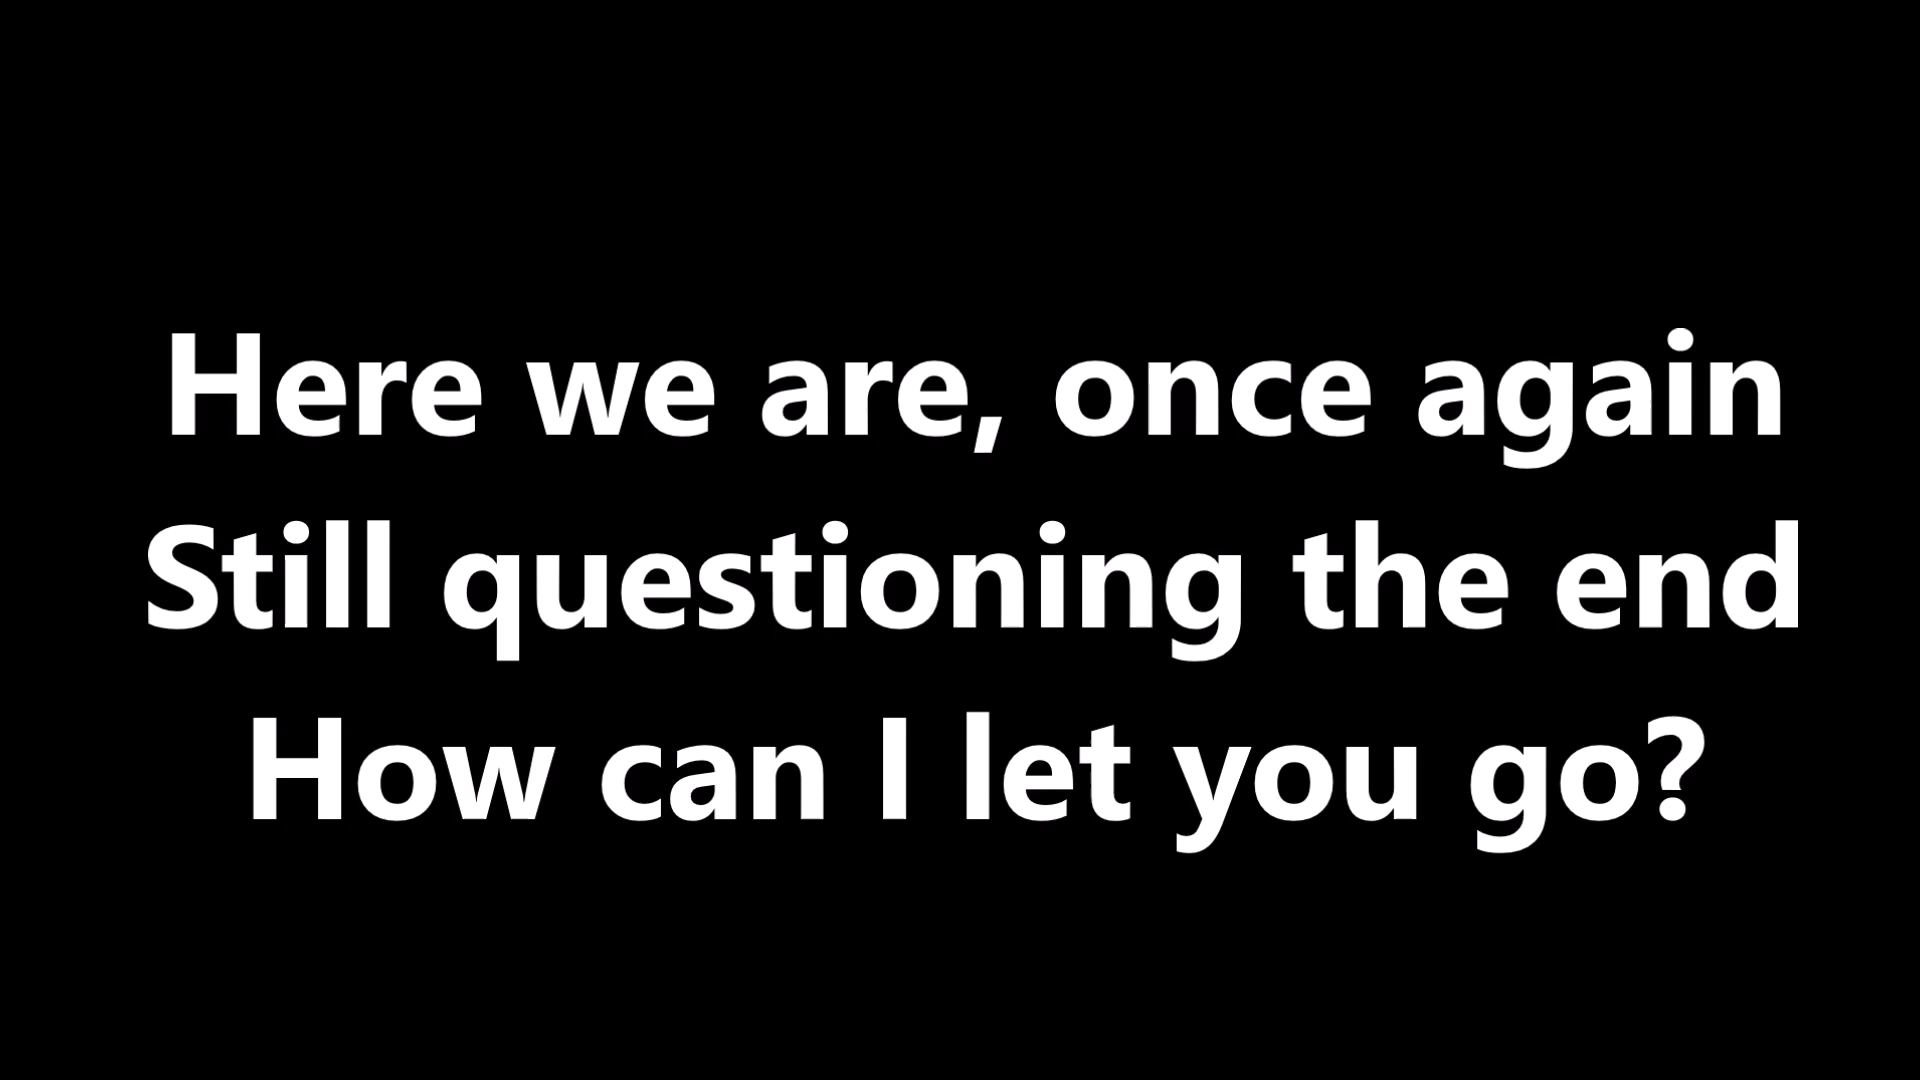 Here we are, once again
Still questioning the end
How can I let you go?